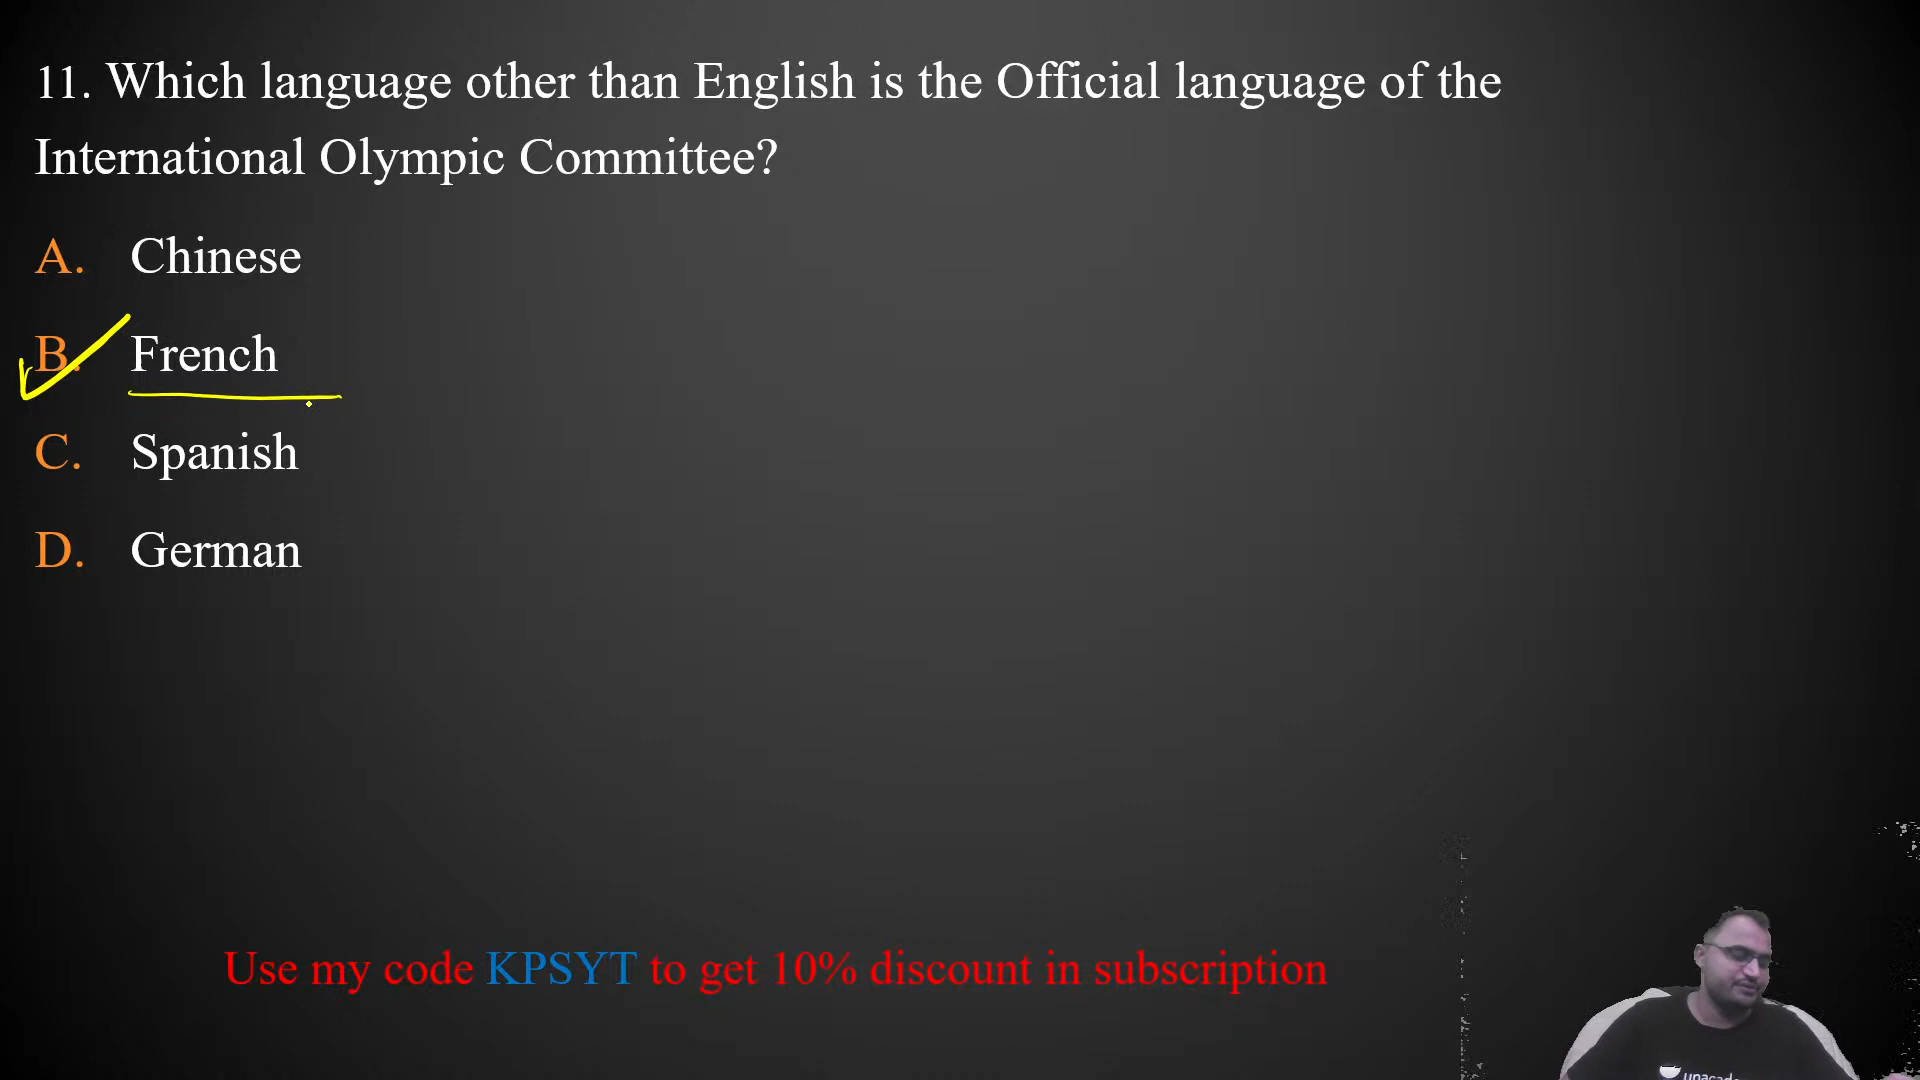 11. Which language other than English is the Official language of the
International Olympic Committee?
A. Chinese
B. French
C. Spanish
D. German
Use my code KPSYT to get 10% discount in subscription